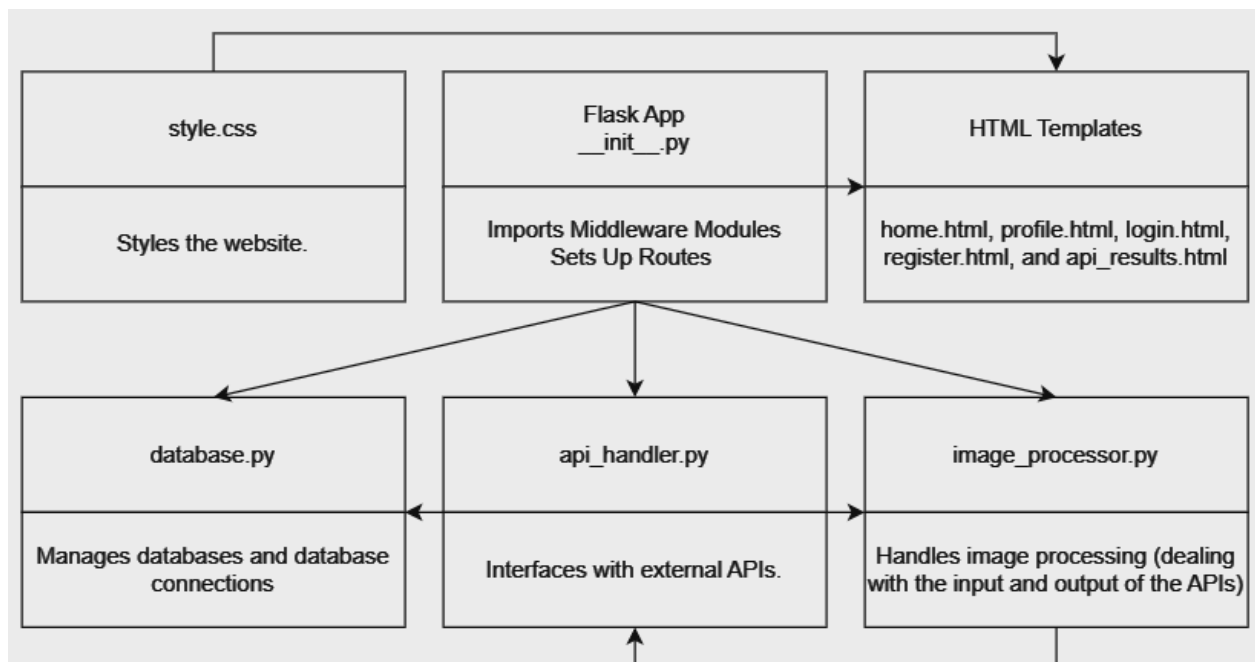 style.css
Styles the website.
Flask App
__init__.py
Imports Middleware Modules
Sets Up Routes
HTML Templates
home.html, profile.html, login.html,
register.html, and api_results.html
database.py
Manages databases and database
connections
api_handler.py
Interfaces with external APIs.
image_processor.py
Handles image processing (dealing
with the input and output of the APIs)